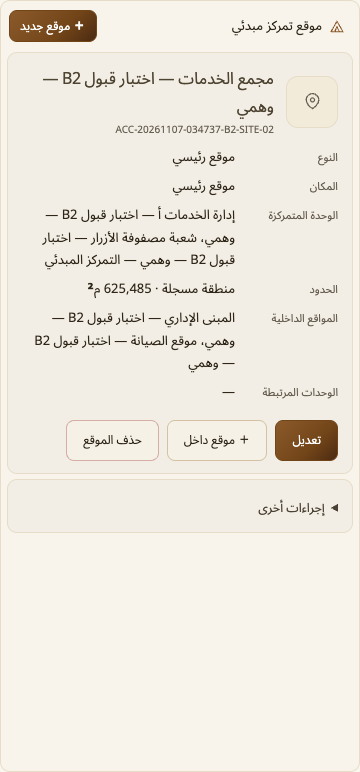 موقع تمركز مبدئي
+ موقع جديد
مجمع الخدمات — اختبار قبول B2 —
وهمي
ACC-20261107-034737-B2-SITE-02
النوع
موقع رئيسي
المكان
موقع رئيسي
الوحدة المتمركزة
إدارة الخدمات أ — اختبار قبول B2 —
وهمي، شعبة مصفوفة الأزرار — اختبار
قبول B2 — وهمي — التمركز المبدئي
الحدود
منطقة مسجلة · 625,485 م²
المواقع الداخلية
المبنى الإداري — اختبار قبول B2 —
وهمي، موقع الصيانة — اختبار قبول B2
— وهمي
الوحدات المرتبطة
—
تعديل
+ موقع داخل
حذف الموقع
إجراءات أخرى